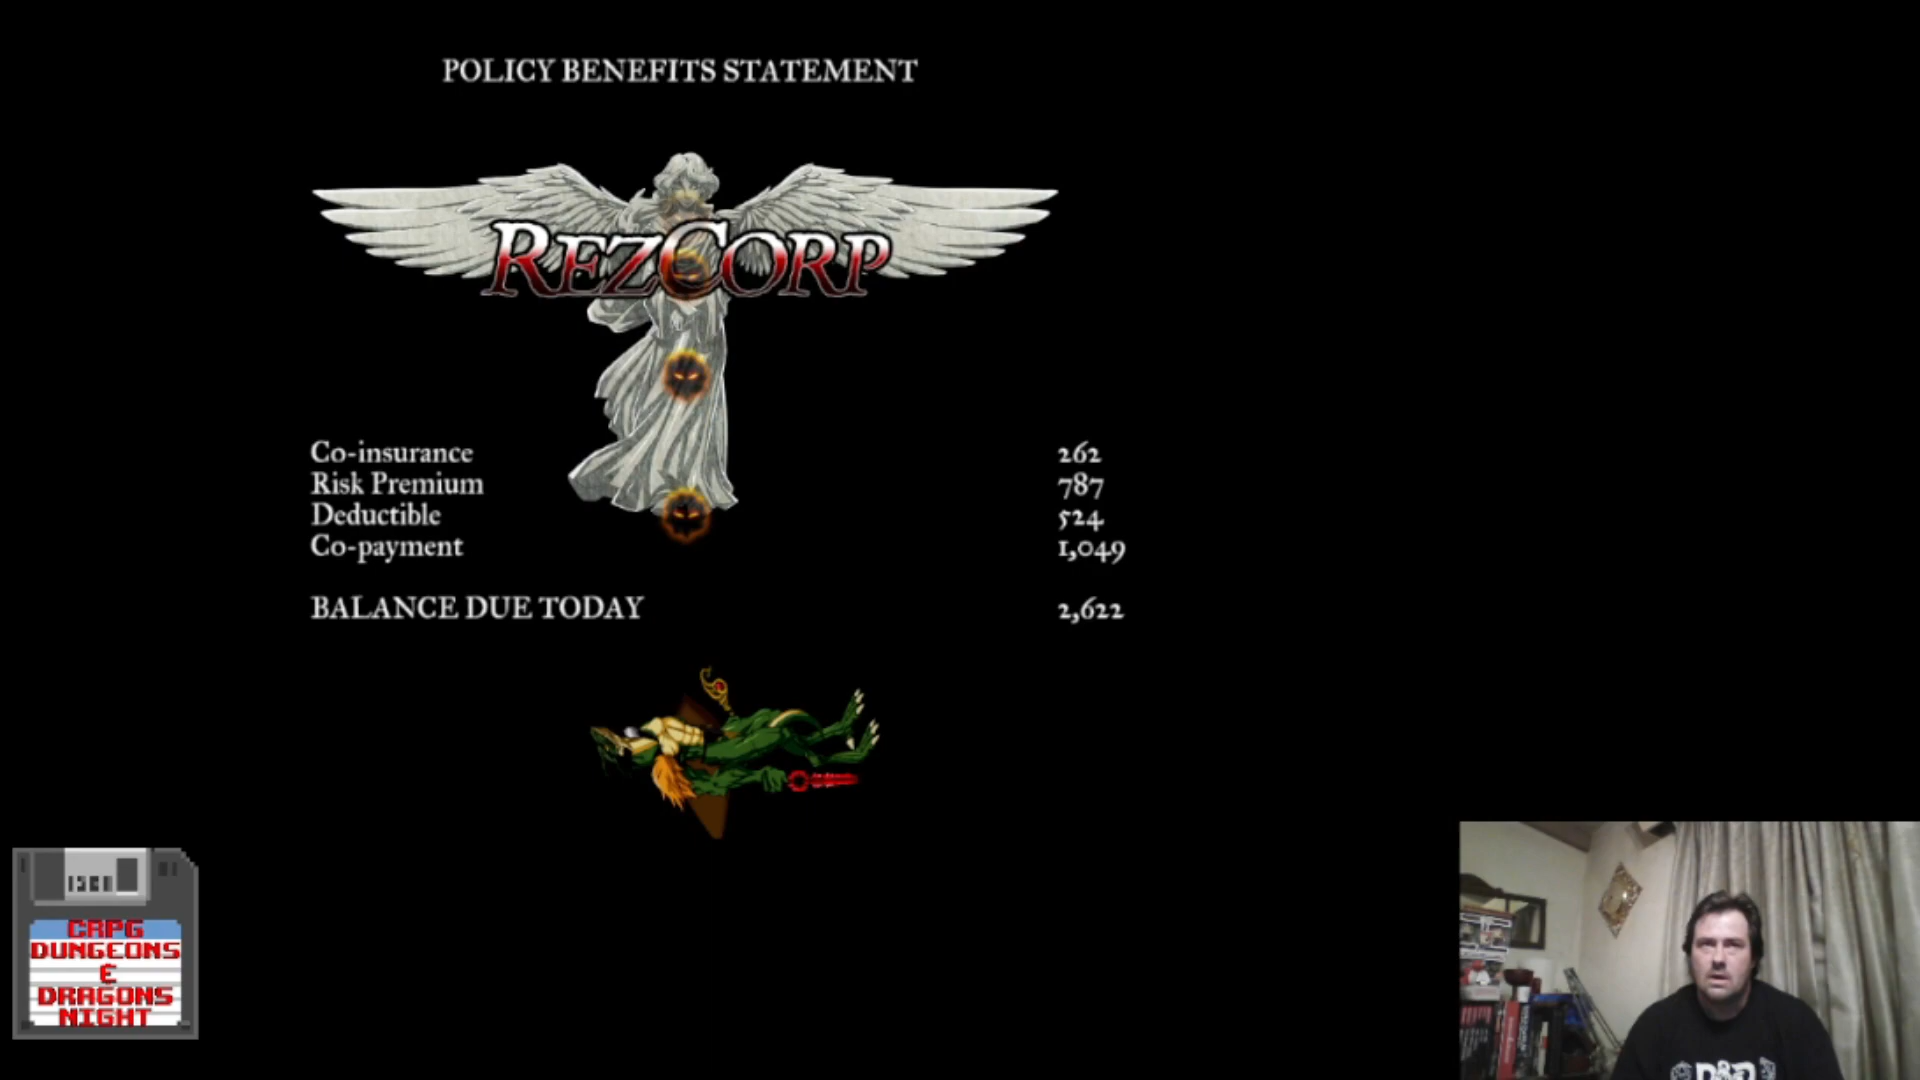 POLICY BENEFITS STATEMENT
REZCORP
Co-insurance 262
Risk Premium 787
Deductible 524
Co-payment 1,049
BALANCE DUE TODAY 2,622
CRPG
DUNGEONS
&
DRAGONS
NIGHT
D&D